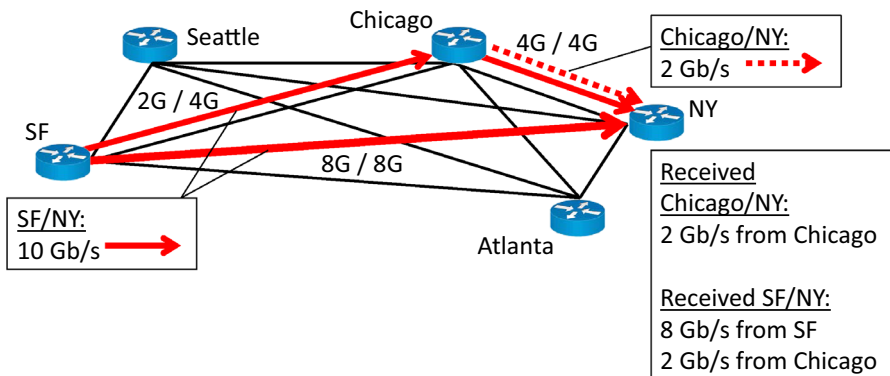 Seattle
Chicago
4G / 4G
Chicago/NY:
2 Gb/s
2G / 4G
NY
SF
8G / 8G
SF/NY:
10 Gb/s
Atlanta
Received
Chicago/NY:
2 Gb/s from Chicago
Received SF/NY:
8 Gb/s from SF
2 Gb/s from Chicago